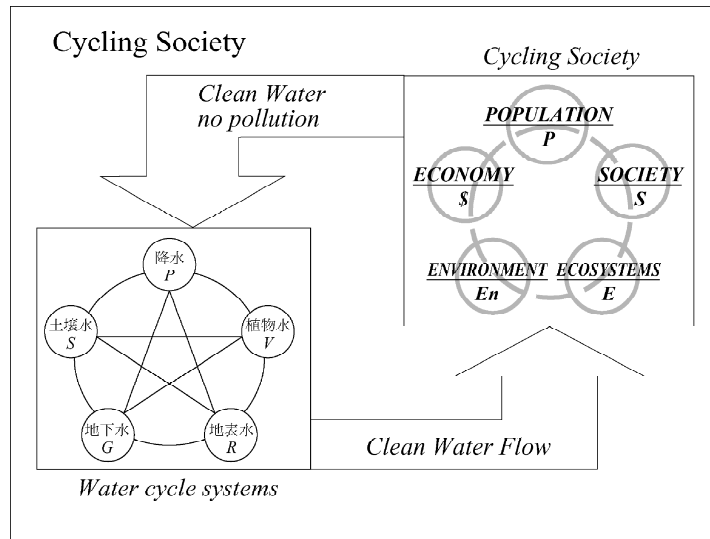 Cycling Society
Cycling Society
Clean Water
no pollution
POPULATION
P
ECONOMY
$
SOCIETY
S
ENVIRONMENT
En
ECOSYSTEMS
E
降水
P
土壌水
S
植物水
V
地下水
G
地表水
R
Water cycle systems
Clean Water Flow